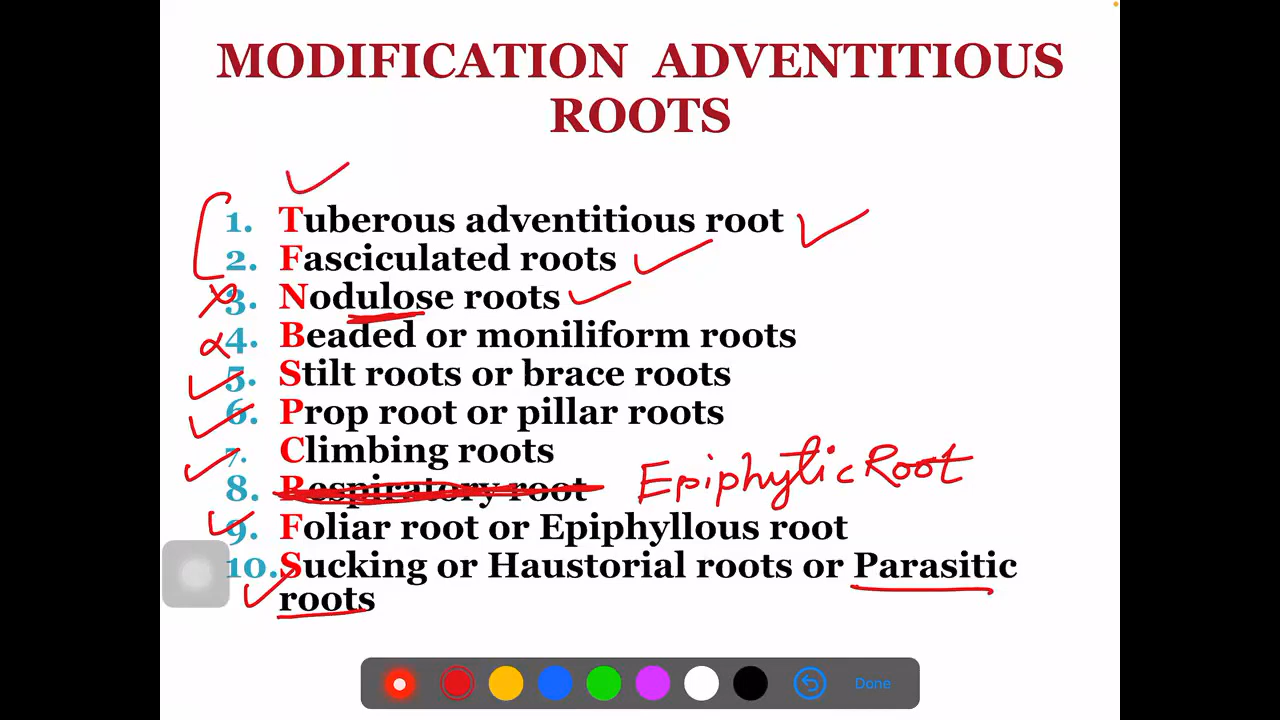 MODIFICATION ADVENTITIOUS
ROOTS
1. Tuberous adventitious root
2. Fasciculated roots
3. Nodulose roots
4. Beaded or moniliform roots
5. Stilt roots or brace roots
6. Prop root or pillar roots
7. Climbing roots
8. Respiratory root Epiphytic Root
9. Foliar root or Epiphyllous root
10. Sucking or Haustorial roots or Parasitic
roots
Done